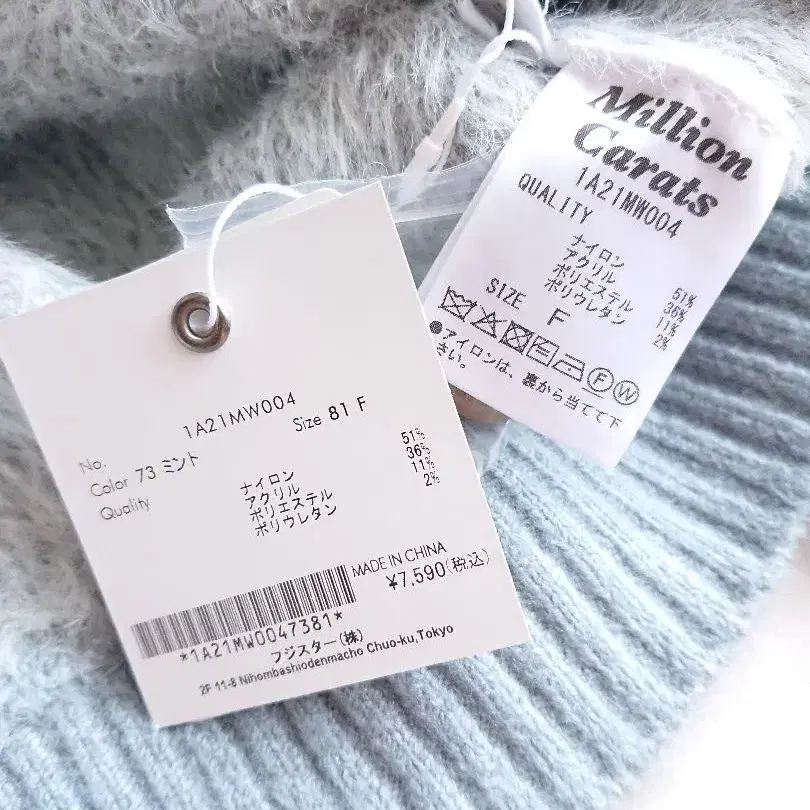 Million
Carats
1A21MW004
QUALITY
ナイロン 51%
アクリル 36%
ポリエステル 11%
ポリウレタン 2%
SIZE F
F W
●アイロンは、裏から当てて下
さい。
No. 1A21MW004
Color 73 ミント Size 81 F
Quality
ナイロン 51%
アクリル 36%
ポリエステル 11%
ポリウレタン 2%
MADE IN CHINA
¥7,590(税込)
*1A21MW0047381*
フジスター(株)
2F 11-8 Nihombashiodenmacho Chuo-ku,Tokyo